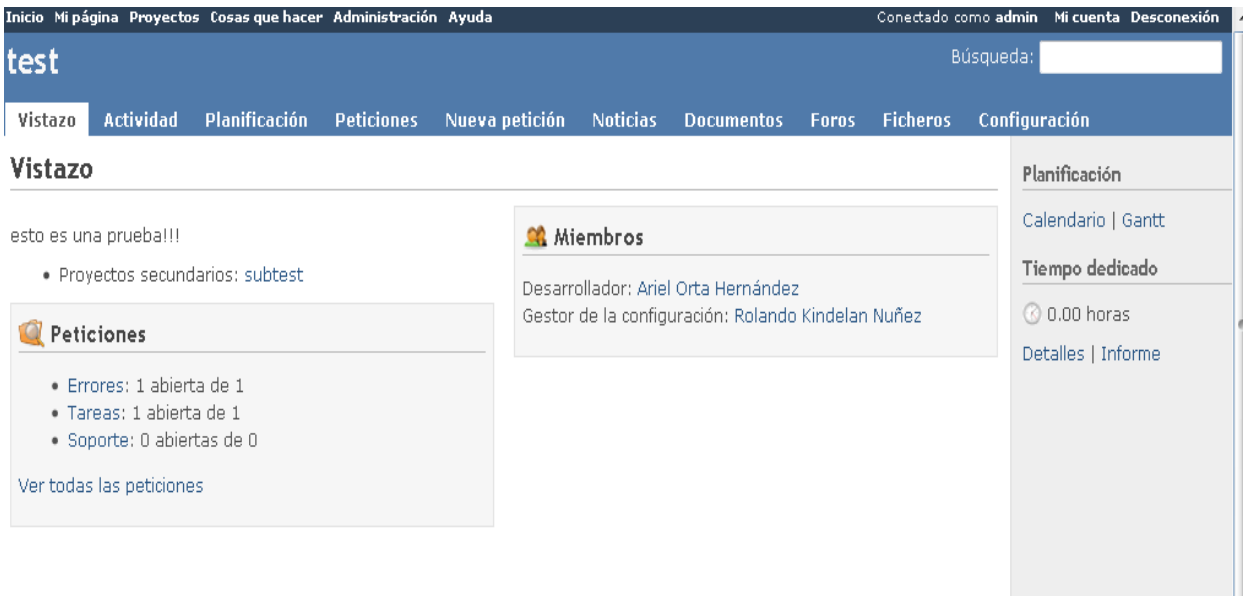 Inicio Mi página Proyectos Cosas que hacer Administración Ayuda
Conectado como admin Mi cuenta Desconexión
test
Búsqueda:
Vistazo Actividad Planificación Peticiones Nueva petición Noticias Documentos Foros Ficheros Configuración
Vistazo
esto es una prueba!!!
• Proyectos secundarios: subtest
Peticiones
• Errores: 1 abierta de 1
• Tareas: 1 abierta de 1
• Soporte: 0 abiertas de 0
Ver todas las peticiones
Miembros
Desarrollador: Ariel Orta Hernández
Gestor de la configuración: Rolando Kindelan Nuñez
Planificación
Calendario | Gantt
Tiempo dedicado
0.00 horas
Detalles | Informe